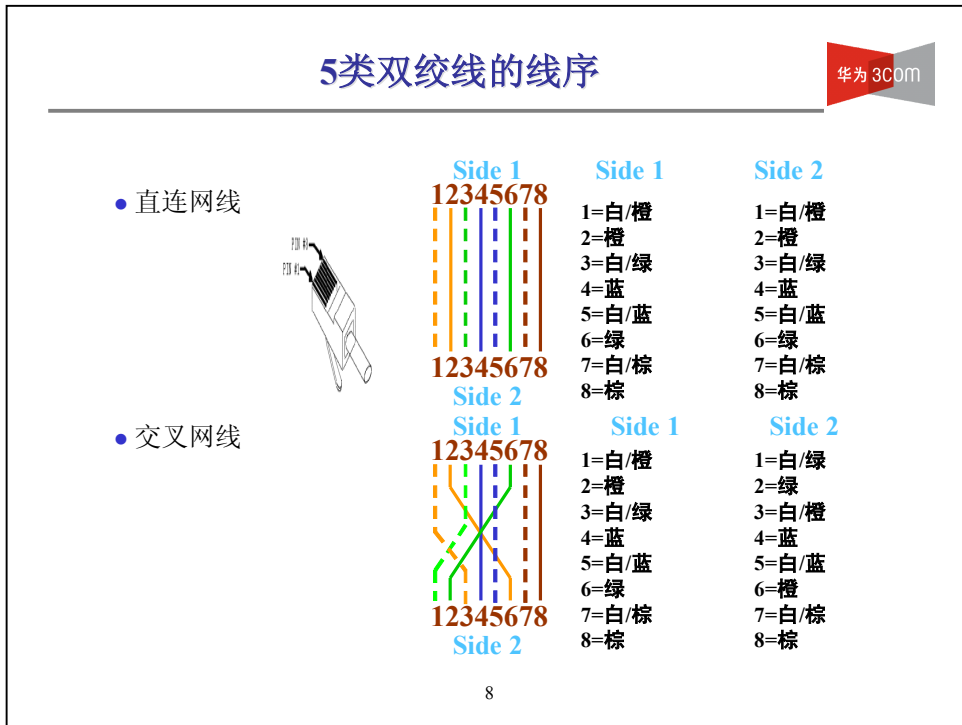 5类双绞线的线序
华为 3COM
● 直连网线
PIN #8
PIN #1
Side 1
12345678
12345678
Side 2
Side 1
1=白/橙
2=橙
3=白/绿
4=蓝
5=白/蓝
6=绿
7=白/棕
8=棕
Side 2
1=白/橙
2=橙
3=白/绿
4=蓝
5=白/蓝
6=绿
7=白/棕
8=棕
● 交叉网线
Side 1
12345678
12345678
Side 2
Side 1
1=白/橙
2=橙
3=白/绿
4=蓝
5=白/蓝
6=绿
7=白/棕
8=棕
Side 2
1=白/绿
2=绿
3=白/橙
4=蓝
5=白/蓝
6=橙
7=白/棕
8=棕
8